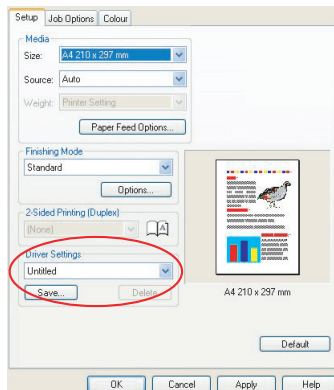 Setup Job Options Colour
Media
Size: A4 210 x 297 mm
Source: Auto
Weight: Printer Setting
Paper Feed Options...
Finishing Mode
Standard
Options...
2-Sided Printing (Duplex)
(None)
Driver Settings
Untitled
Save... Delete
A4 210 x 297 mm
Default
OK Cancel Apply Help